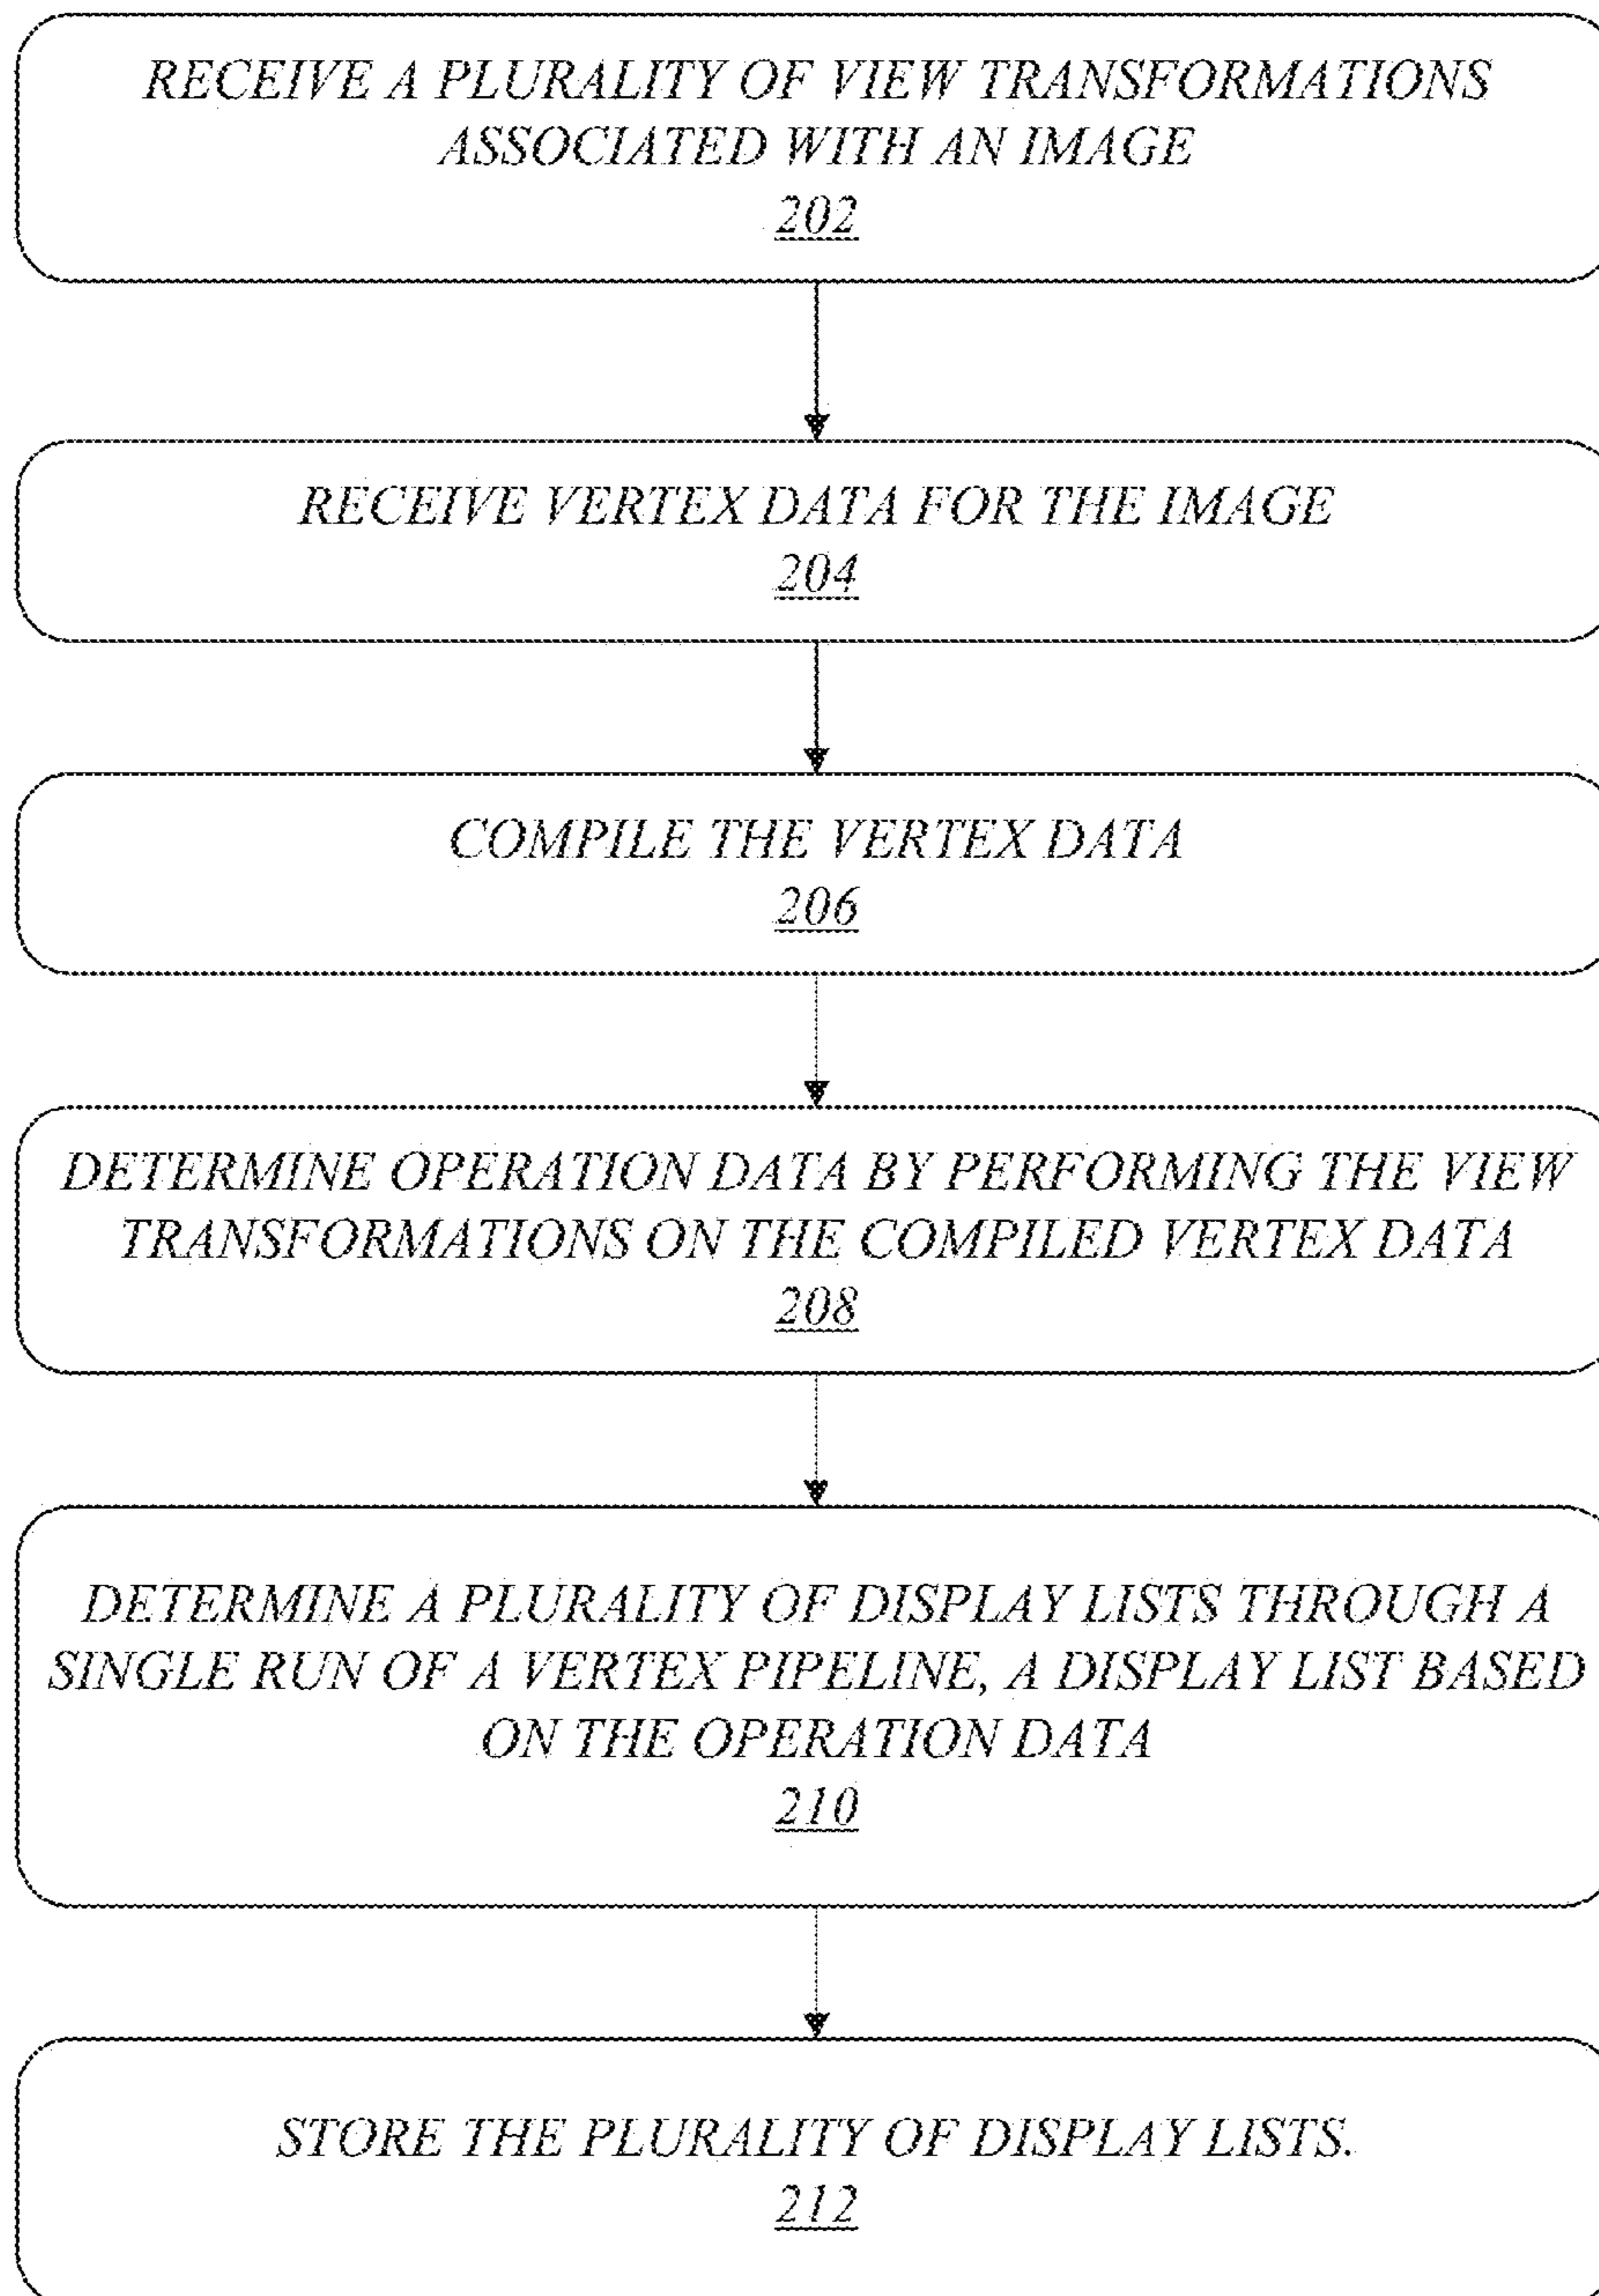 RECEIVE A PLURALITY OF VIEW TRANSFORMATIONS
ASSOCIATED WITH AN IMAGE
202
RECEIVE VERTEX DATA FOR THE IMAGE
204
COMPILE THE VERTEX DATA
206
DETERMINE OPERATION DATA BY PERFORMING THE VIEW
TRANSFORMATIONS ON THE COMPILED VERTEX DATA
208
DETERMINE A PLURALITY OF DISPLAY LISTS THROUGH A
SINGLE RUN OF A VERTEX PIPELINE, A DISPLAY LIST BASED
ON THE OPERATION DATA
210
STORE THE PLURALITY OF DISPLAY LISTS.
212